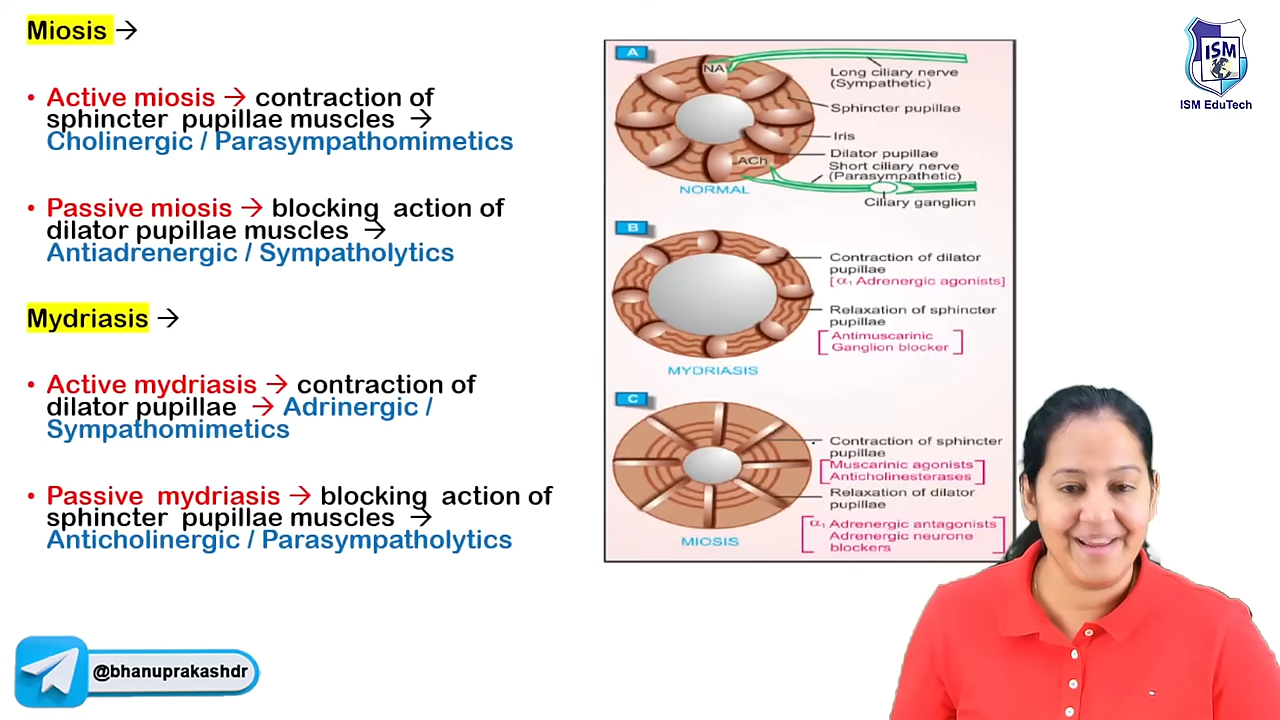 Miosis →
• Active miosis → contraction of
sphincter pupillae muscles →
Cholinergic / Parasympathomimetics
• Passive miosis → blocking action of
dilator pupillae muscles →
Antiadrenergic / Sympatholytics
Mydriasis →
• Active mydriasis → contraction of
dilator pupillae → Adrinergic /
Sympathomimetics
• Passive mydriasis → blocking action of
sphincter pupillae muscles →
Anticholinergic / Parasympatholytics
@bhanuprakashdr
A
NA
Long ciliary nerve
(Sympathetic)
Sphincter pupillae
Iris
Dilator pupillae
ACh
Short ciliary nerve
(Parasympathetic)
NORMAL
Ciliary ganglion
B
Contraction of dilator
pupillae
[α1 Adrenergic agonists]
Relaxation of sphincter
pupillae
Antimuscarinic
Ganglion blocker
MYDRIASIS
C
Contraction of sphincter
pupillae
Muscarinic agonists
Anticholinesterases
Relaxation of dilator
pupillae
α1 Adrenergic antagonists
Adrenergic neurone
blockers
MIOSIS
ISM
ISM EduTech